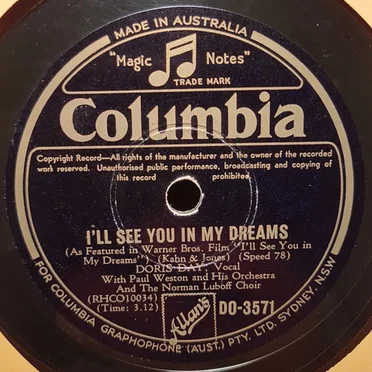 MADE IN AUSTRALIA
"Magic Notes"
TRADE MARK
Columbia
Copyright Record—All rights of the manufacturer and the owner of the recorded
work reserved. Unauthorised public performance, broadcasting and copying of
this record prohibited.
I'LL SEE YOU IN MY DREAMS
(As Featured in Warner Bros. Film "I'll See You in
My Dreams") (Kahn & Jones) (Speed 78)
DORIS DAY, Vocal
With Paul Weston and His Orchestra
And The Norman Luboff Choir
(RHCO10034)
(Time: 3.12)
Allan's
DO-3571
FOR COLUMBIA GRAPHOPHONE (AUST.) PTY. LTD. SYDNEY. N.S.W